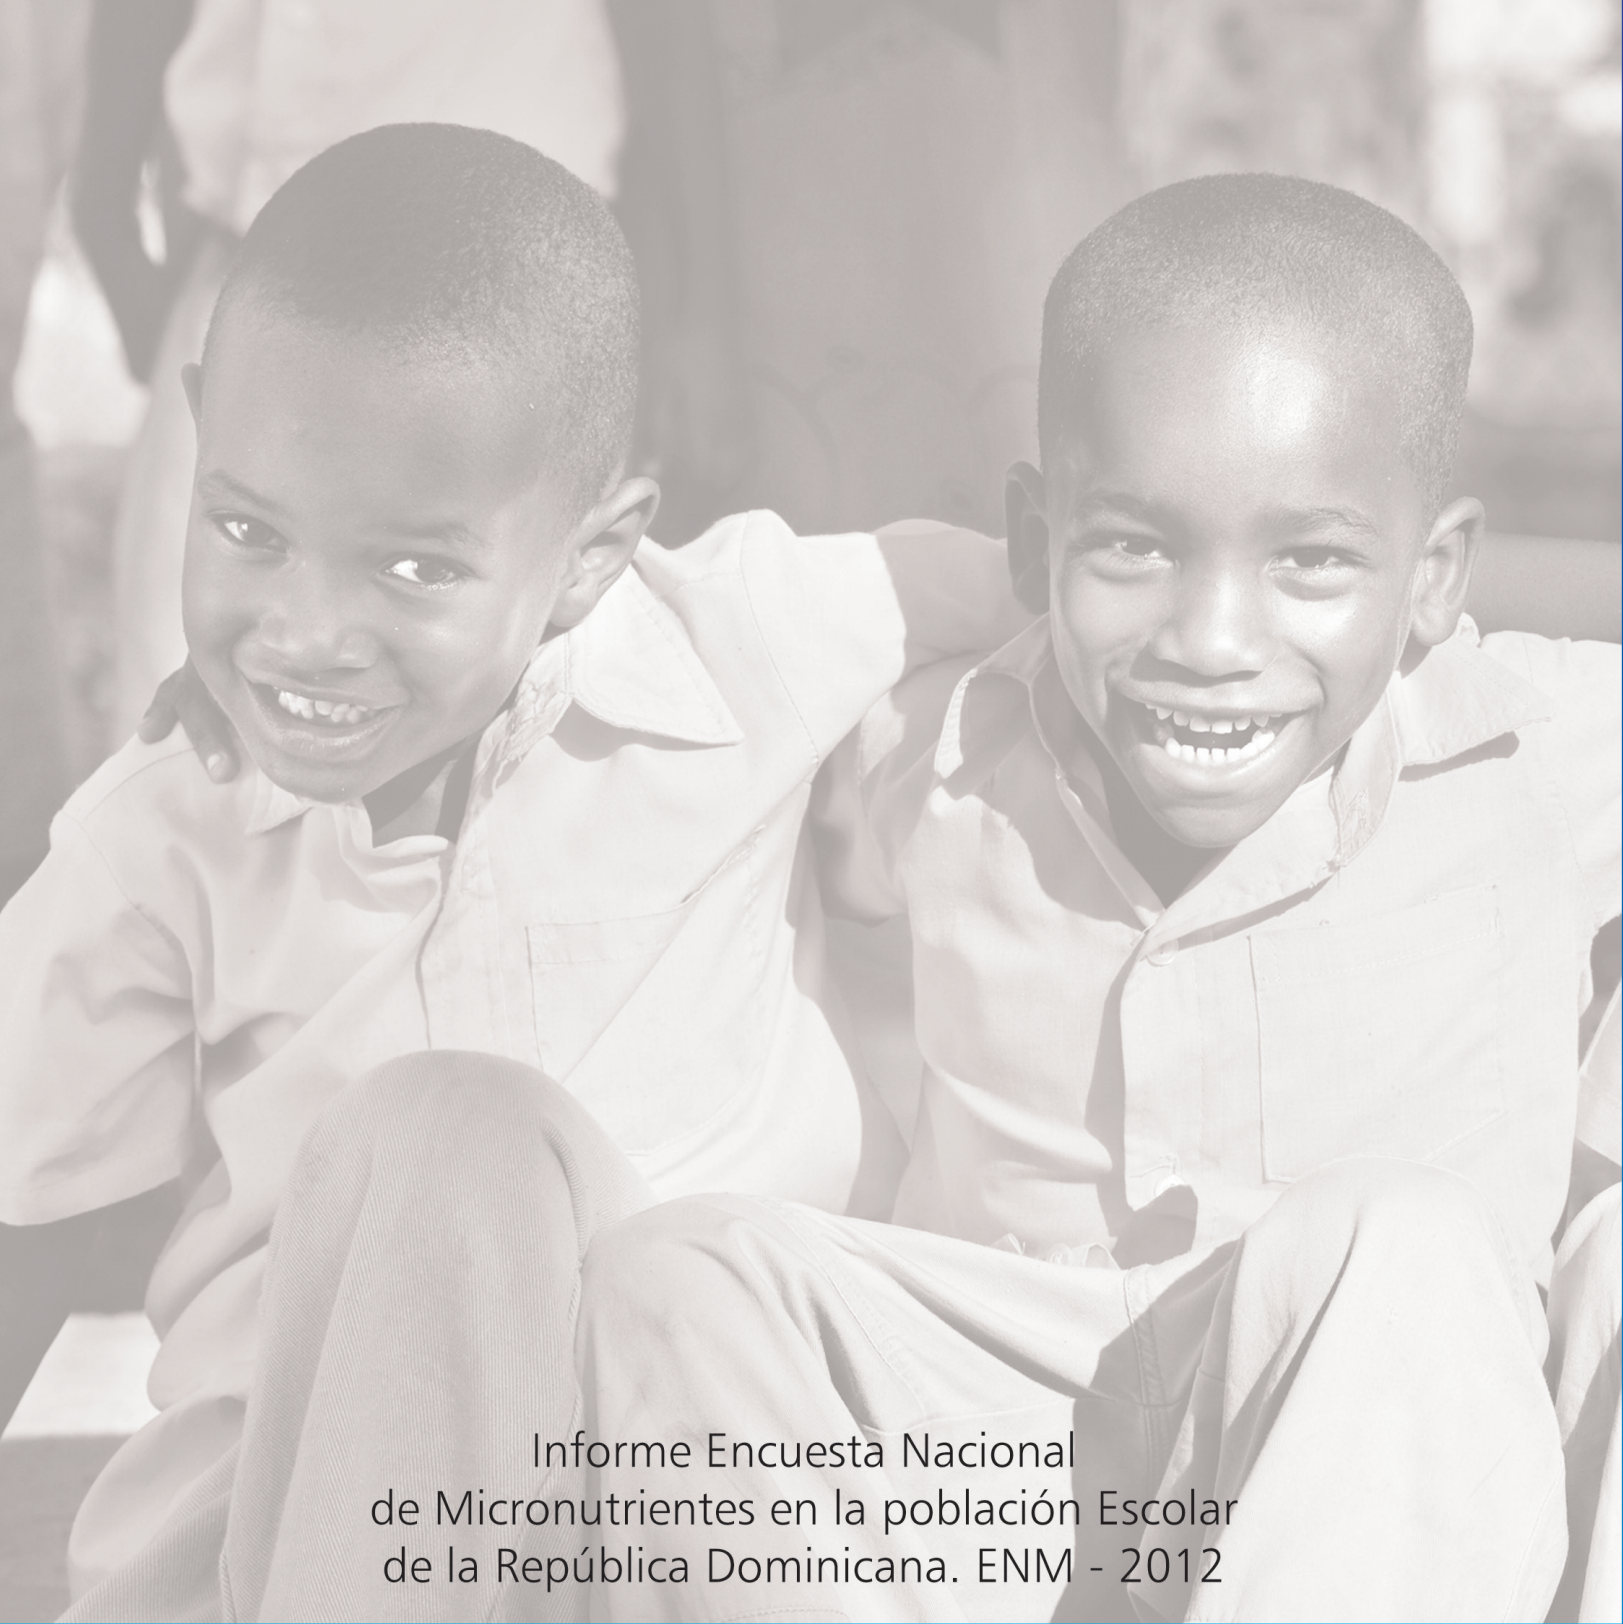 Informe Encuesta Nacional
de Micronutrientes en la población Escolar
de la República Dominicana. ENM - 2012